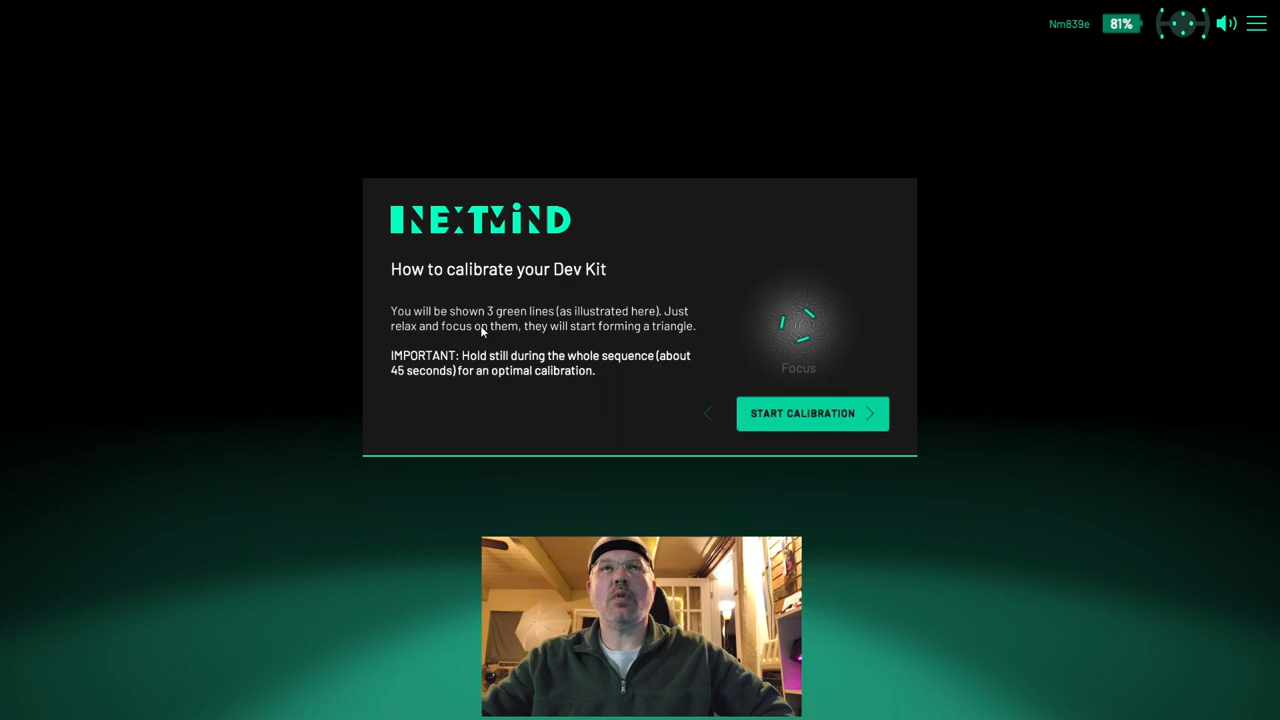 Nm839e
81%
NEXTMIND
How to calibrate your Dev Kit
You will be shown 3 green lines (as illustrated here). Just
relax and focus on them, they will start forming a triangle.
IMPORTANT: Hold still during the whole sequence (about
45 seconds) for an optimal calibration.
Focus
START CALIBRATION